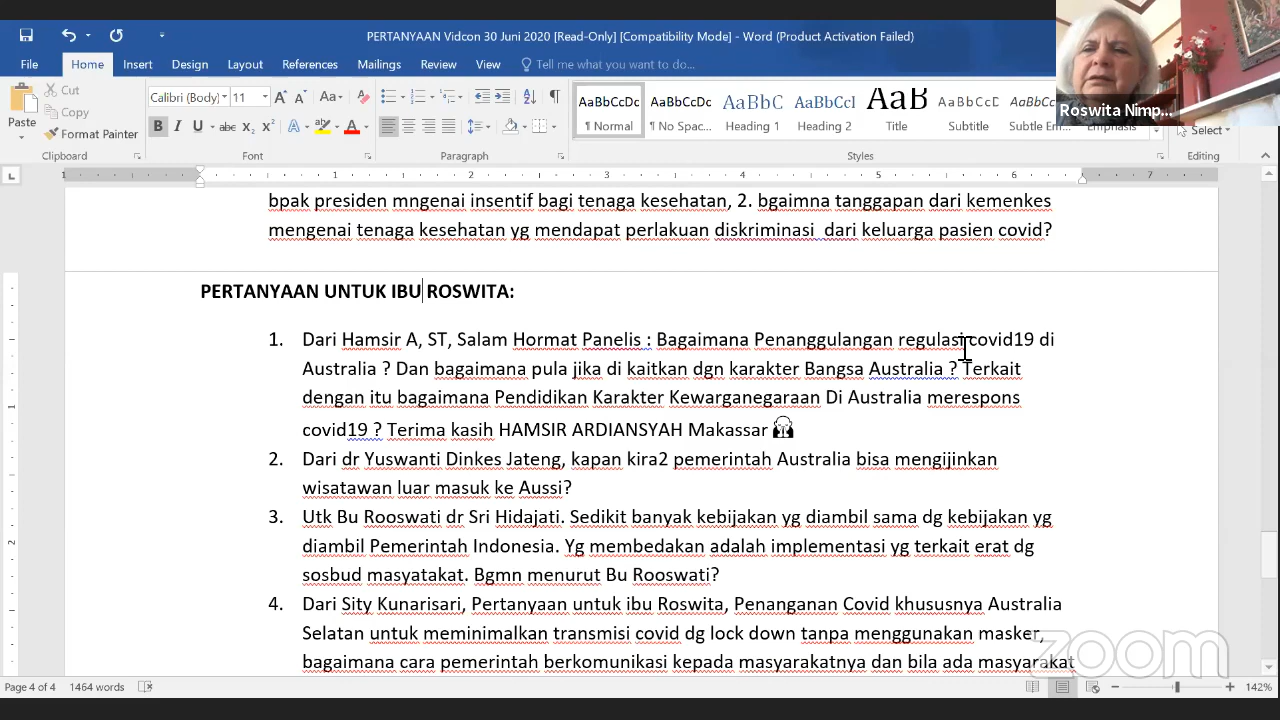 PERTANYAAN Vidcon 30 Juni 2020 [Read-Only] [Compatibility Mode] - Word (Product Activation Failed)
File Home Insert Design Layout References Mailings Review View Tell me what you want to do...
Roswita Nimp...
Cut
Copy
Format Painter
Paste
Calibri (Body) 11
AaBbCcDc AaBbCcDc AaBbC AaBbCcI AaB AaBbCcD AaBbCc
¶ Normal ¶ No Spac... Heading 1 Heading 2 Title Subtitle Subtle Em...
Select
Clipboard Font Paragraph Styles Editing
1 1 2 3 4 5 6 7
bpak presiden mngenai insentif bagi tenaga kesehatan, 2. bgaimna tanggapan dari kemenkes
mengenai tenaga kesehatan yg mendapat perlakuan diskriminasi dari keluarga pasien covid?
PERTANYAAN UNTUK IBU ROSWITA:
1. Dari Hamsir A, ST, Salam Hormat Panelis : Bagaimana Penanggulangan regulasi covid19 di
Australia ? Dan bagaimana pula jika di kaitkan dgn karakter Bangsa Australia ? Terkait
dengan itu bagaimana Pendidikan Karakter Kewarganegaraan Di Australia merespons
covid19 ? Terima kasih HAMSIR ARDIANSYAH Makassar
2. Dari dr Yuswanti Dinkes Jateng, kapan kira2 pemerintah Australia bisa mengijinkan
wisatawan luar masuk ke Aussi?
3. Utk Bu Rooswati dr Sri Hidajati. Sedikit banyak kebijakan yg diambil sama dg kebijakan yg
diambil Pemerintah Indonesia. Yg membedakan adalah implementasi yg terkait erat dg
sosbud masyatakat. Bgmn menurut Bu Rooswati?
4. Dari Sity Kunarisari, Pertanyaan untuk ibu Roswita, Penanganan Covid khususnya Australia
Selatan untuk meminimalkan transmisi covid dg lock down tanpa menggunakan masker,
bagaimana cara pemerintah berkomunikasi kepada masyarakatnya dan bila ada masyarakat
zoom
Page 4 of 4 1464 words 142%